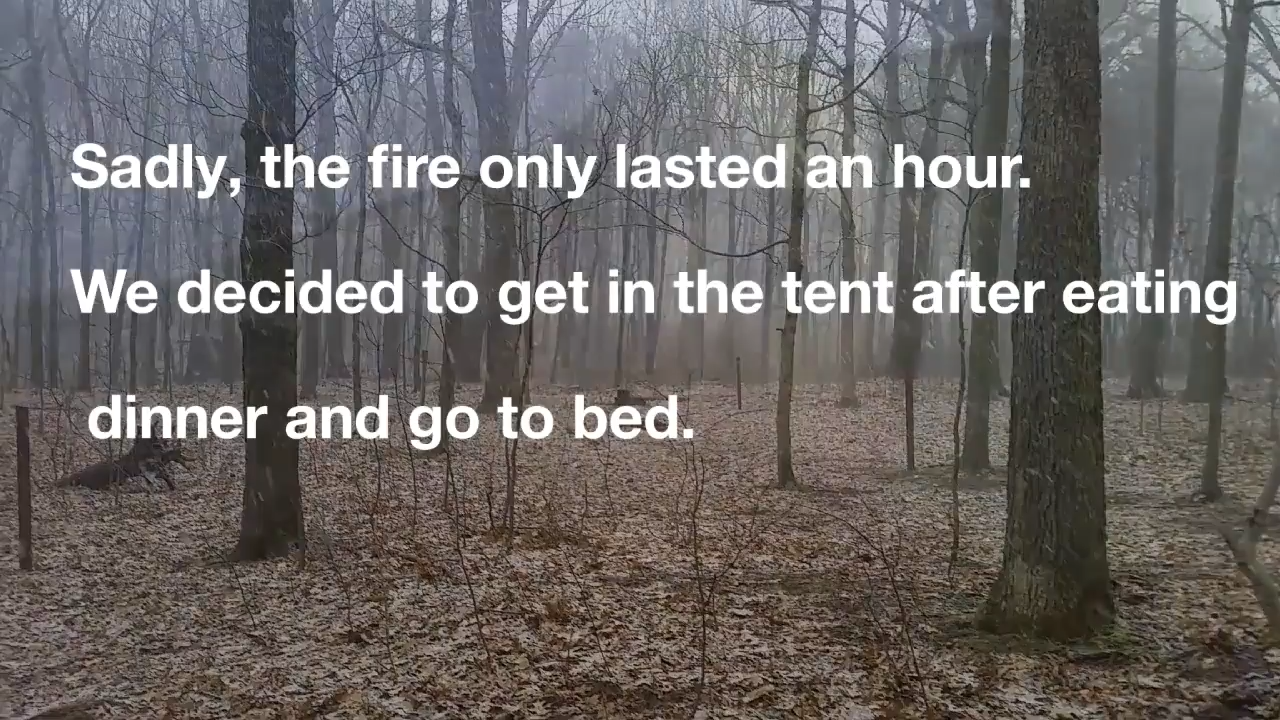 Sadly, the fire only lasted an hour.
We decided to get in the tent after eating
dinner and go to bed.